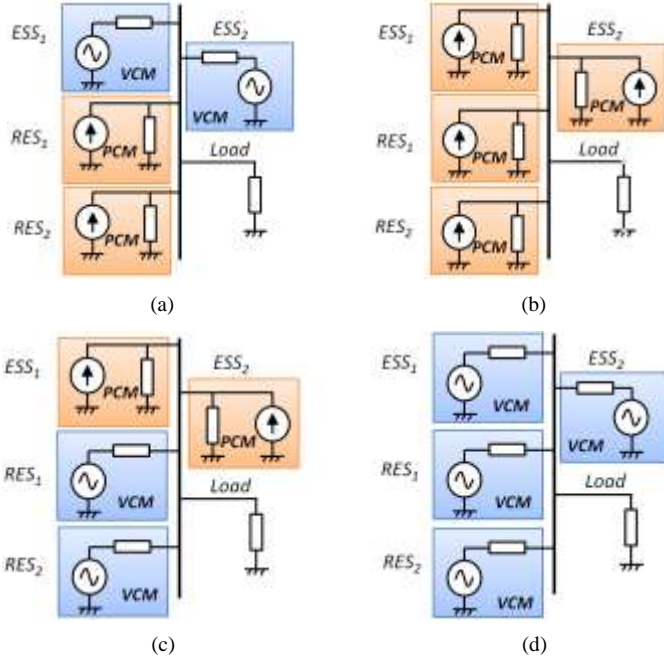 ESS1
VCM
ESS2
VCM
RES1
PCM
Load
RES2
PCM
(a)
ESS1
PCM
ESS2
PCM
RES1
PCM
Load
RES2
PCM
(b)
ESS1
PCM
ESS2
PCM
RES1
VCM
Load
RES2
VCM
(c)
ESS1
VCM
ESS2
VCM
RES1
VCM
Load
RES2
VCM
(d)